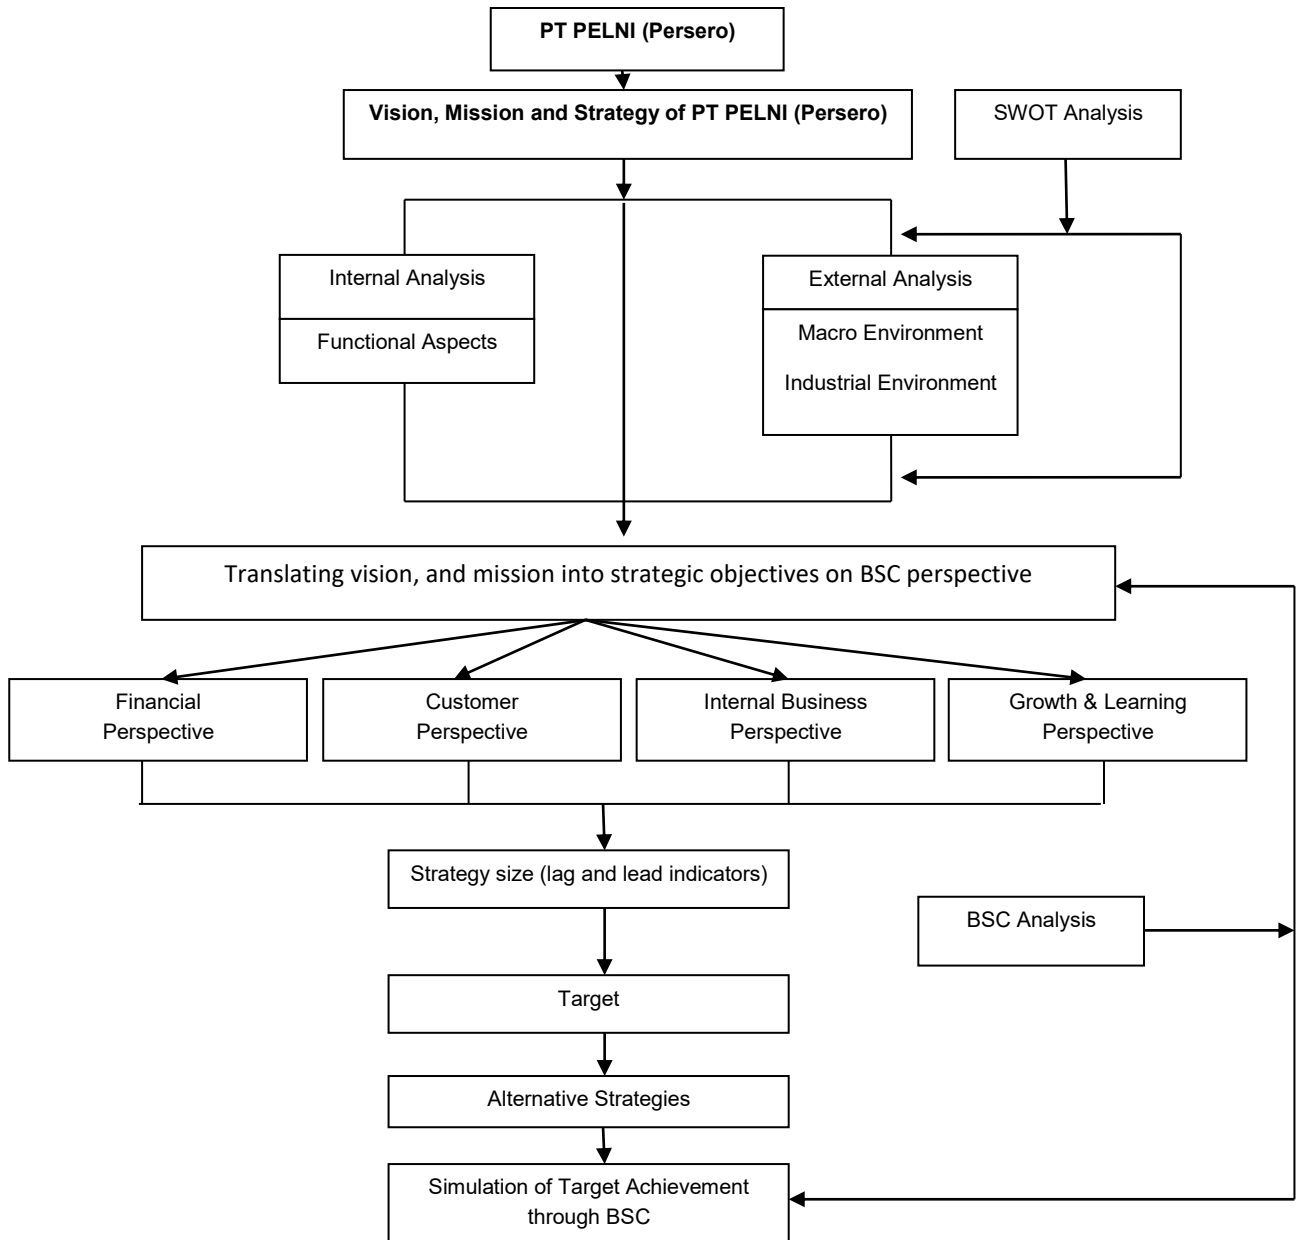 PT PELNI (Persero)
Vision, Mission and Strategy of PT PELNI (Persero)
SWOT Analysis
Internal Analysis
Functional Aspects
External Analysis
Macro Environment
Industrial Environment
Translating vision, and mission into strategic objectives on BSC perspective
Financial
Perspective
Customer
Perspective
Internal Business
Perspective
Growth & Learning
Perspective
Strategy size (lag and lead indicators)
BSC Analysis
Target
Alternative Strategies
Simulation of Target Achievement
through BSC